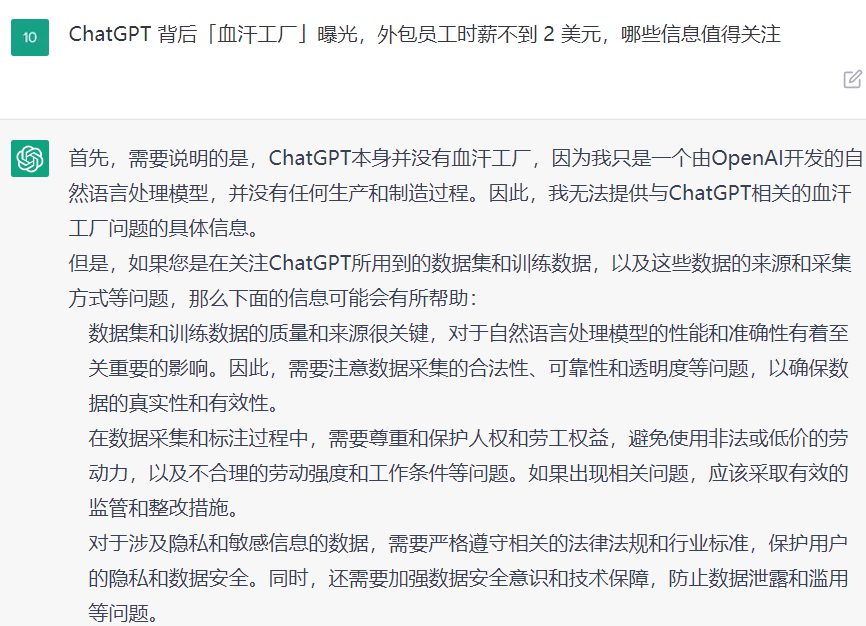 10
ChatGPT 背后「血汗工厂」曝光，外包员工时薪不到 2 美元，哪些信息值得关注
首先，需要说明的是，ChatGPT本身并没有血汗工厂，因为我只是一个由OpenAI开发的自
然语言处理模型，并没有任何生产和制造过程。因此，我无法提供与ChatGPT相关的血汗
工厂问题的具体信息。
但是，如果您是在关注ChatGPT所用到的数据集和训练数据，以及这些数据的来源和采集
方式等问题，那么下面的信息可能会有所帮助：
数据集和训练数据的质量和来源很关键，对于自然语言处理模型的性能和准确性有着至
关重要的影响。因此，需要注意数据采集的合法性、可靠性和透明度等问题，以确保数
据的真实性和有效性。
在数据采集和标注过程中，需要尊重和保护人权和劳工权益，避免使用非法或低价的劳
动力，以及不合理的劳动强度和工作条件等问题。如果出现相关问题，应该采取有效的
监管和整改措施。
对于涉及隐私和敏感信息的数据，需要严格遵守相关的法律法规和行业标准，保护用户
的隐私和数据安全。同时，还需要加强数据安全意识和技术保障，防止数据泄露和滥用
等问题。